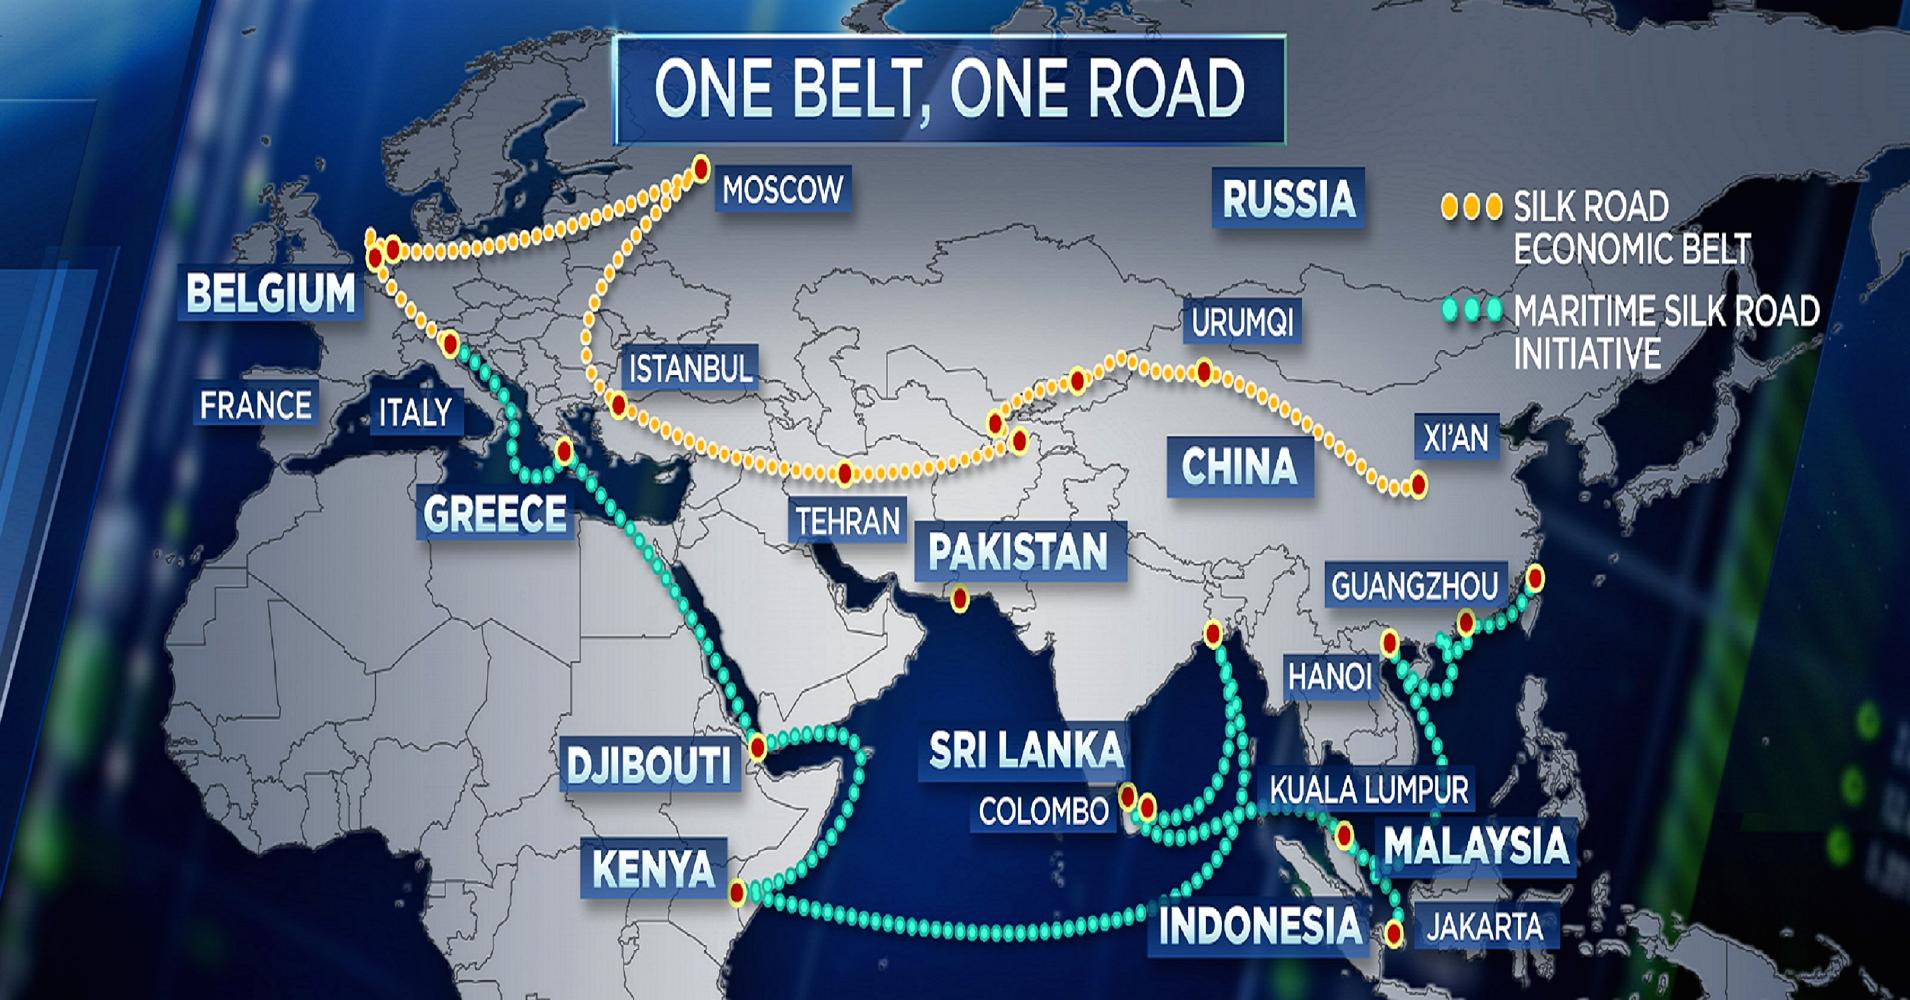 ONE BELT, ONE ROAD
MOSCOW
RUSSIA
SILK ROAD
ECONOMIC BELT
BELGIUM
MARITIME SILK ROAD
INITIATIVE
URUMQI
ISTANBUL
FRANCE
ITALY
XI'AN
CHINA
GREECE
TEHRAN
PAKISTAN
GUANGZHOU
HANOI
DJIBOUTI
SRI LANKA
COLOMBO
KUALA LUMPUR
MALAYSIA
KENYA
INDONESIA
JAKARTA